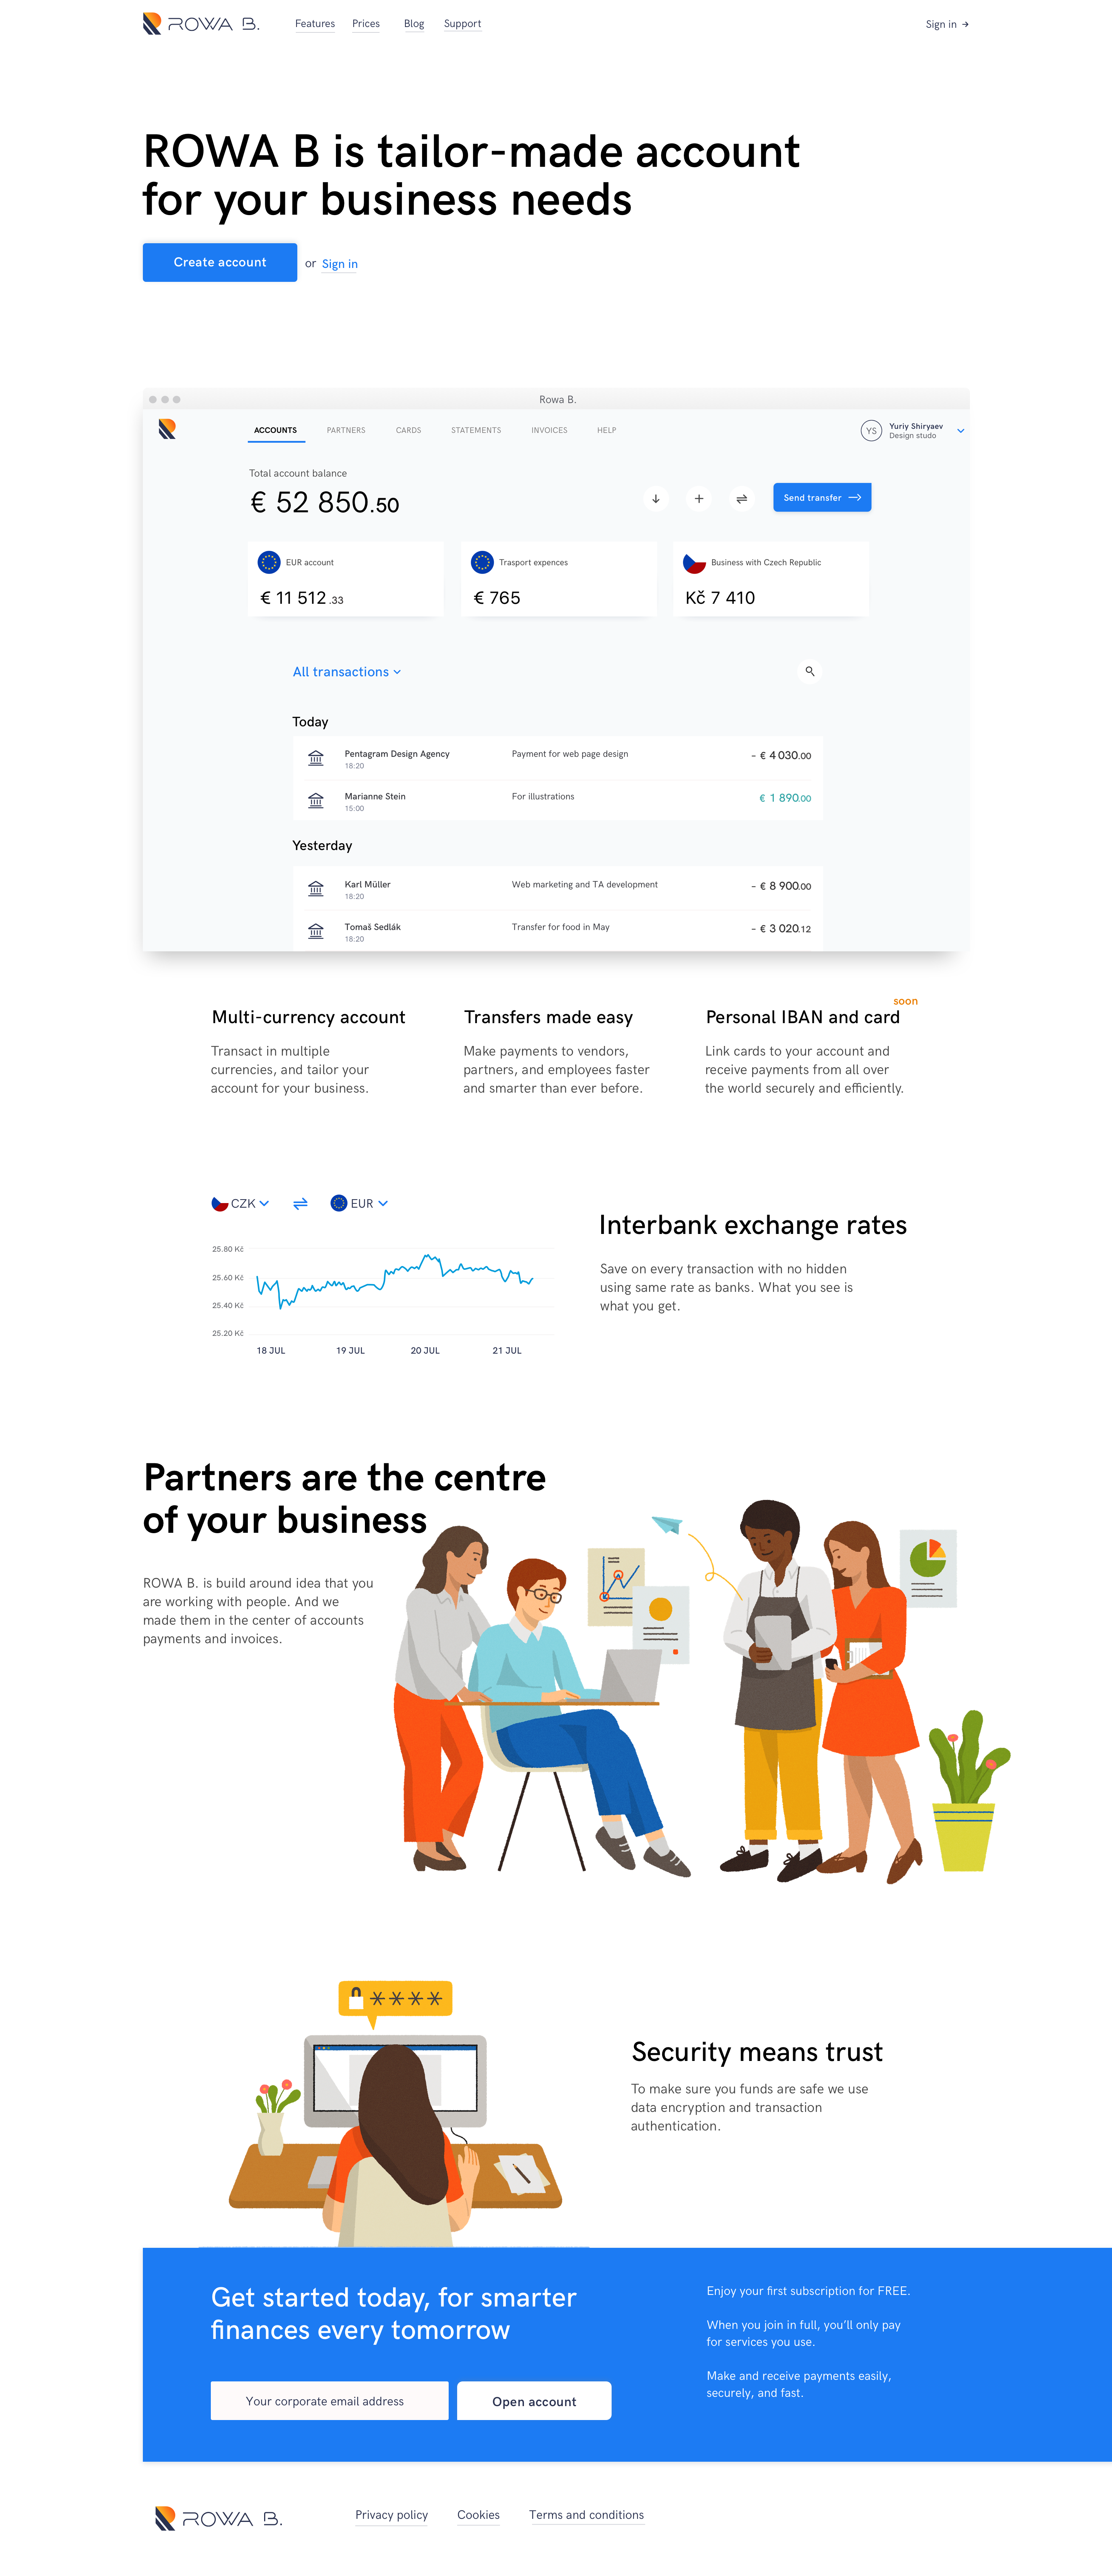 ROWA B.
Features Prices Blog Support
Sign in →
ROWA B is tailor-made account
for your business needs
Create account or Sign in
Rowa B.
ACCOUNTS PARTNERS CARDS STATEMENTS INVOICES HELP
YS
Yuriy Shiryaev
Design studo
Total account balance
€ 52 850.50
Send transfer
EUR account
€ 11 512.33
Trasport expences
€ 765
Business with Czech Republic
Kč 7 410
All transactions
Today
Pentagram Design Agency Payment for web page design - € 4 030.00
18:20
Marianne Stein For illustrations € 1 890.00
15:00
Yesterday
Karl Müller Web marketing and TA development - € 8 900.00
18:20
Tomaš Sedlák Transfer for food in May - € 3 020.12
18:20
Multi-currency account
Transact in multiple
currencies, and tailor your
account for your business.
Transfers made easy
Make payments to vendors,
partners, and employees faster
and smarter than ever before.
soon
Personal IBAN and card
Link cards to your account and
receive payments from all over
the world securely and efficiently.
CZK EUR
25.80 Kč
25.60 Kč
25.40 Kč
25.20 Kč
18 JUL 19 JUL 20 JUL 21 JUL
Interbank exchange rates
Save on every transaction with no hidden
using same rate as banks. What you see is
what you get.
Partners are the centre
of your business
ROWA B. is build around idea that you
are working with people. And we
made them in the center of accounts
payments and invoices.
Security means trust
To make sure you funds are safe we use
data encryption and transaction
authentication.
Get started today, for smarter
finances every tomorrow
Your corporate email address
Open account
Enjoy your first subscription for FREE.
When you join in full, you’ll only pay
for services you use.
Make and receive payments easily,
securely, and fast.
ROWA B.
Privacy policy Cookies Terms and conditions